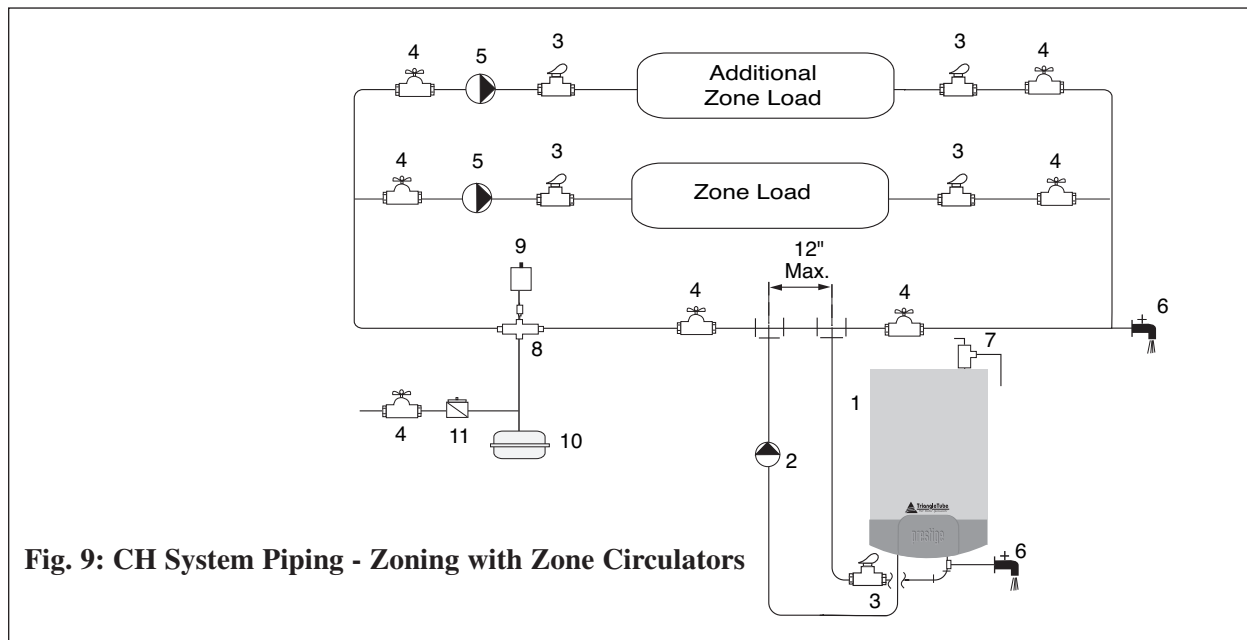 4 5 3 3 4
Additional
Zone Load
4 5 3 3 4
Zone Load
12"
Max.
9
4 4
6
8
7
1
4 11 10
2
TriangleTube
prestige
6
3
Fig. 9: CH System Piping - Zoning with Zone Circulators